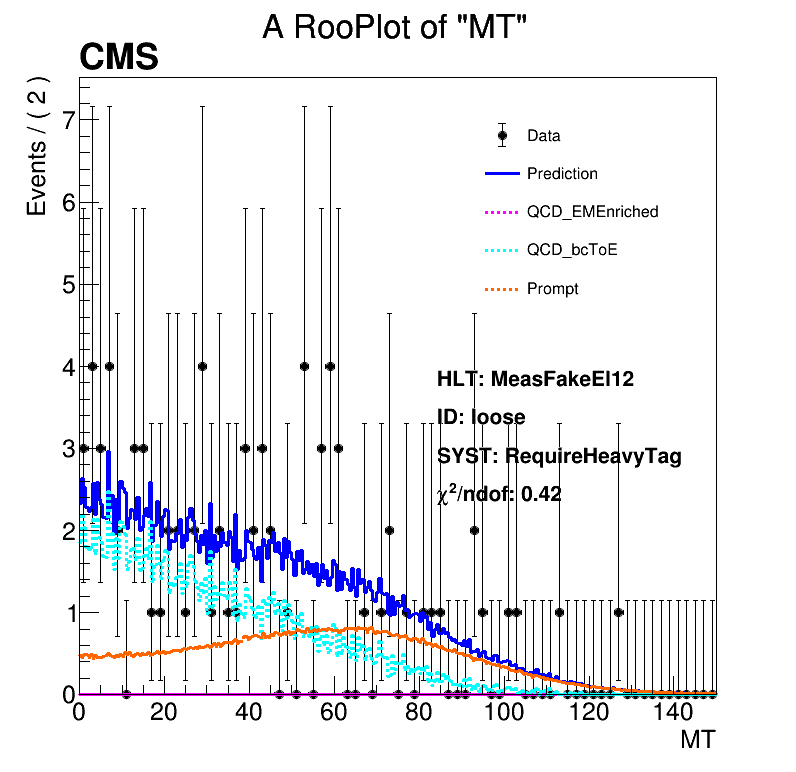 A RooPlot of "MT"
CMS
Events / ( 2 )
7
6
5
4
3
2
1
0
Data
Prediction
QCD_EMEnriched
QCD_bcToE
Prompt
HLT: MeasFakeEl12
ID: loose
SYST: RequireHeavyTag
χ²/ndof: 0.42
0 20 40 60 80 100 120 140
MT